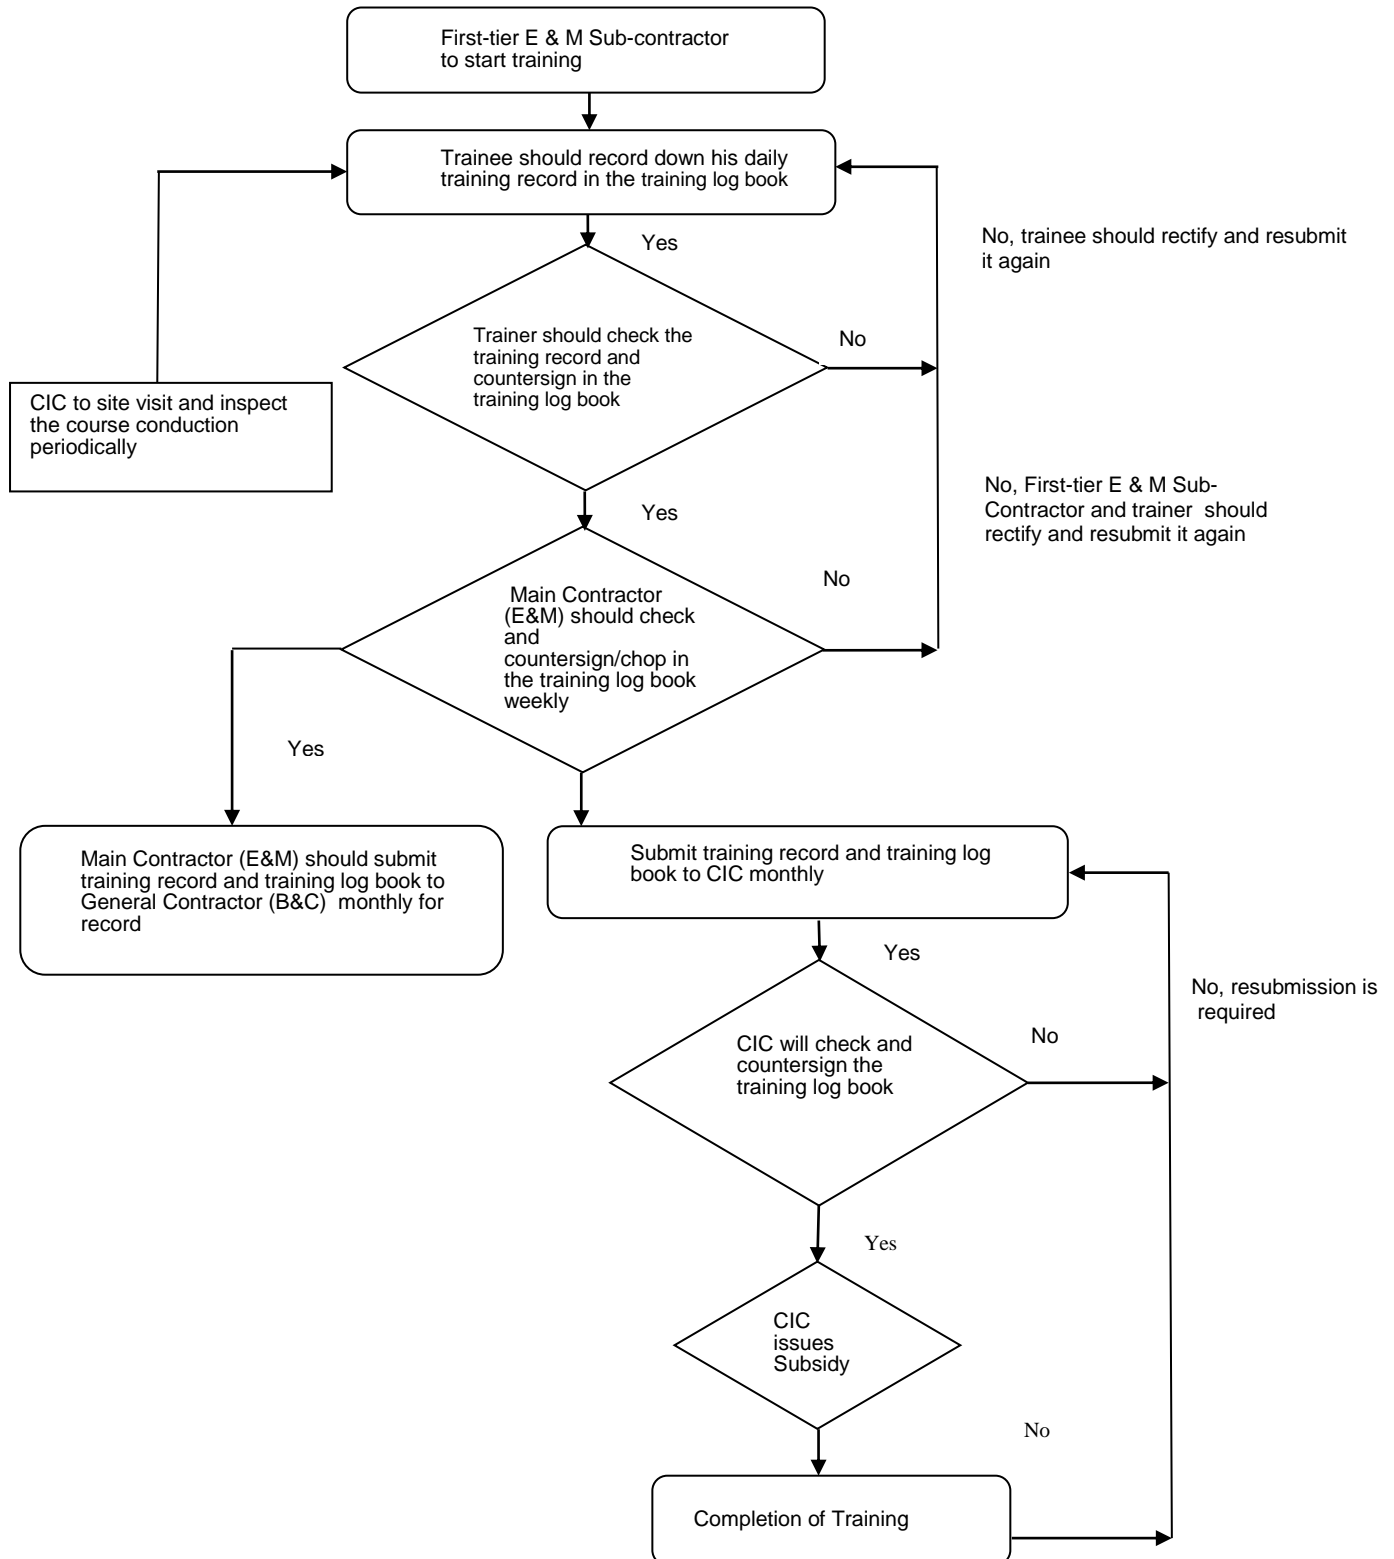 First-tier E & M Sub-contractor
to start training
Trainee should record down his daily
training record in the training log book
Yes
No, trainee should rectify and resubmit
it again
Trainer should check the
training record and
countersign in the
training log book
No
CIC to site visit and inspect
the course conduction
periodically
Yes
No, First-tier E & M Sub-
Contractor and trainer should
rectify and resubmit it again
No
Main Contractor
(E&M) should check
and
countersign/chop in
the training log book
weekly
Yes
Main Contractor (E&M) should submit
training record and training log book to
General Contractor (B&C) monthly for
record
Submit training record and training log
book to CIC monthly
Yes
No, resubmission is
required
No
CIC will check and
countersign the
training log book
Yes
CIC
issues
Subsidy
No
Completion of Training